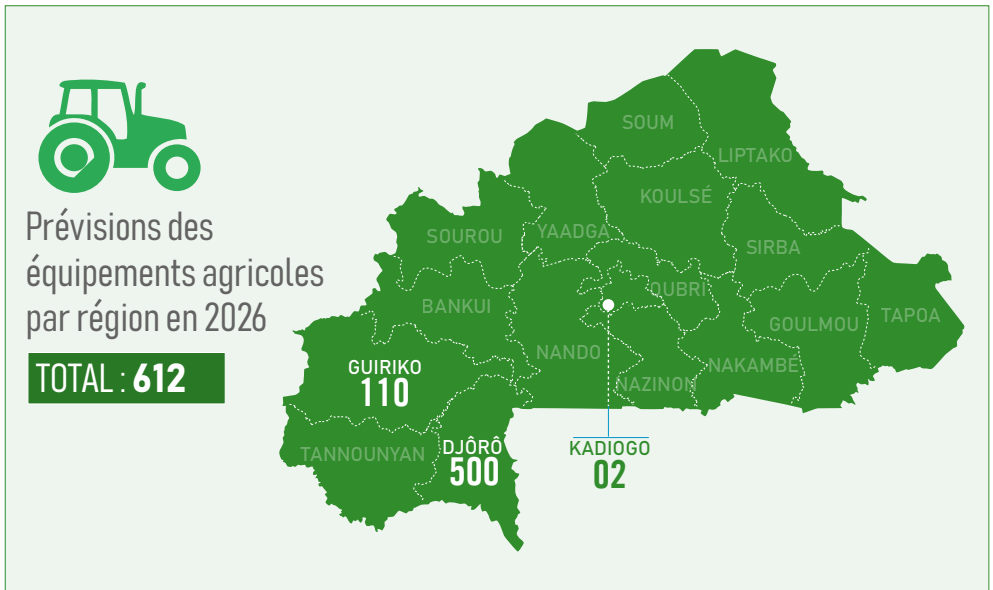 Prévisions des
équipements agricoles
par région en 2026
TOTAL : 612
SOUM
LIPTAKO
KOULSÉ
YAADGA
SOUROU
SIRBA
OUBRI
BANKUI
TAPOA
GOULMOU
NANDO
NAKAMBÉ
NAZINON
GUIRIKO
110
TANNOUNYAN
DJÔRÔ
500
KADIOGO
02